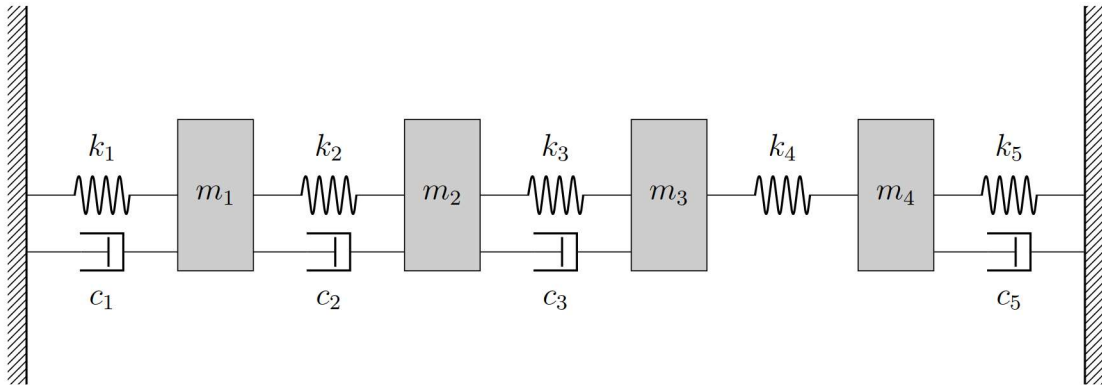 k₁ k₂ k₃ k₄ k₅
m₁ m₂ m₃ m₄
c₁ c₂ c₃ c₅